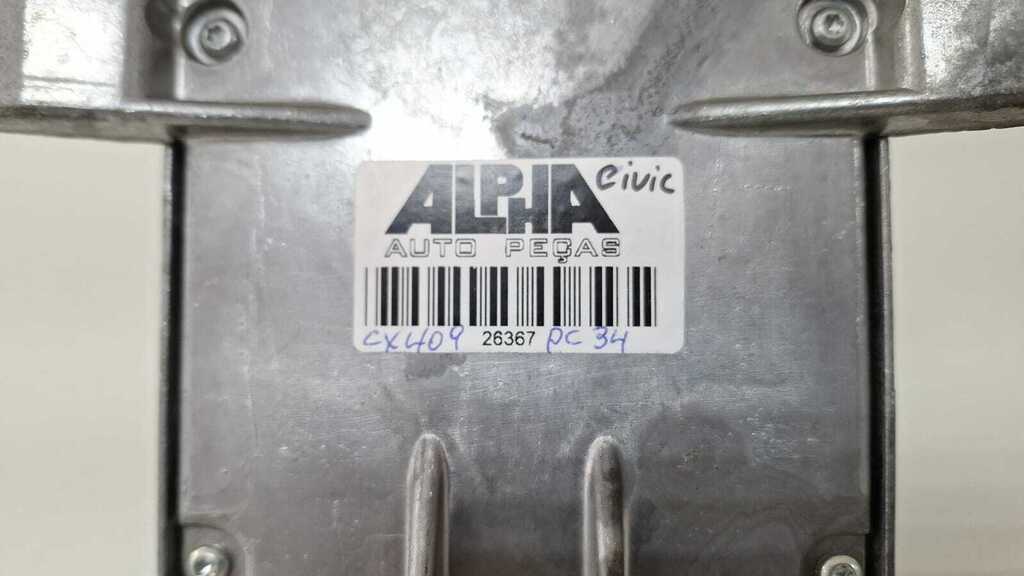 ALPHA Civic
AUTO PEÇAS
CX409 26367 PC 34